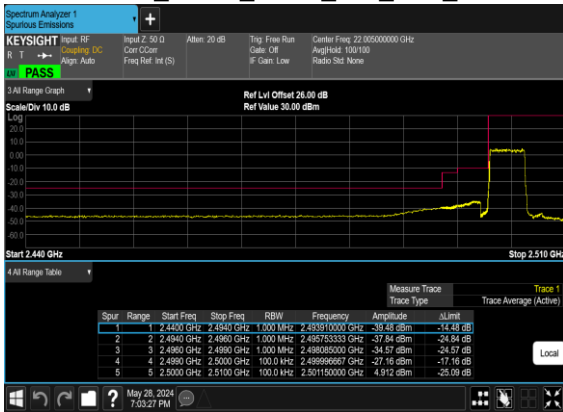 Spectrum Analyzer 1
Spurious Emissions
KEYSIGHT Input: RF Input Z: 50 Ω Atten: 20 dB Trig: Free Run Center Freq: 22.005000000 GHz
R T Coupling: DC Corr CCorr Gate: Off Avg|Hold: 100/100
Align: Auto Freq Ref: Int (S) IF Gain: Low Radio Std: None
PASS
3 All Range Graph Ref Lvl Offset 26.00 dB
Scale/Div 10.0 dB Ref Value 30.00 dBm
Log
20.0
10.0
0.00
-10.0
-20.0
-30.0
-40.0
-50.0
-60.0
Start 2.440 GHz Stop 2.510 GHz
4 All Range Table
Measure Trace Trace 1
Trace Type Trace Average (Active)
Spur Range Start Freq Stop Freq RBW Frequency Amplitude ΔLimit
1 1 2.4400 GHz 2.4940 GHz 1.000 MHz 2.493910000 GHz -39.48 dBm -14.48 dB
2 2 2.4940 GHz 2.4960 GHz 1.000 MHz 2.495753333 GHz -37.84 dBm -24.84 dB
3 3 2.4960 GHz 2.4990 GHz 1.000 MHz 2.498085000 GHz -34.57 dBm -24.57 dB
4 4 2.4990 GHz 2.5000 GHz 100.0 kHz 2.499996667 GHz -27.16 dBm -17.16 dB
5 5 2.5000 GHz 2.5100 GHz 100.0 kHz 2.501150000 GHz 4.912 dBm -25.09 dB
Local
May 28, 2024
7:03:27 PM